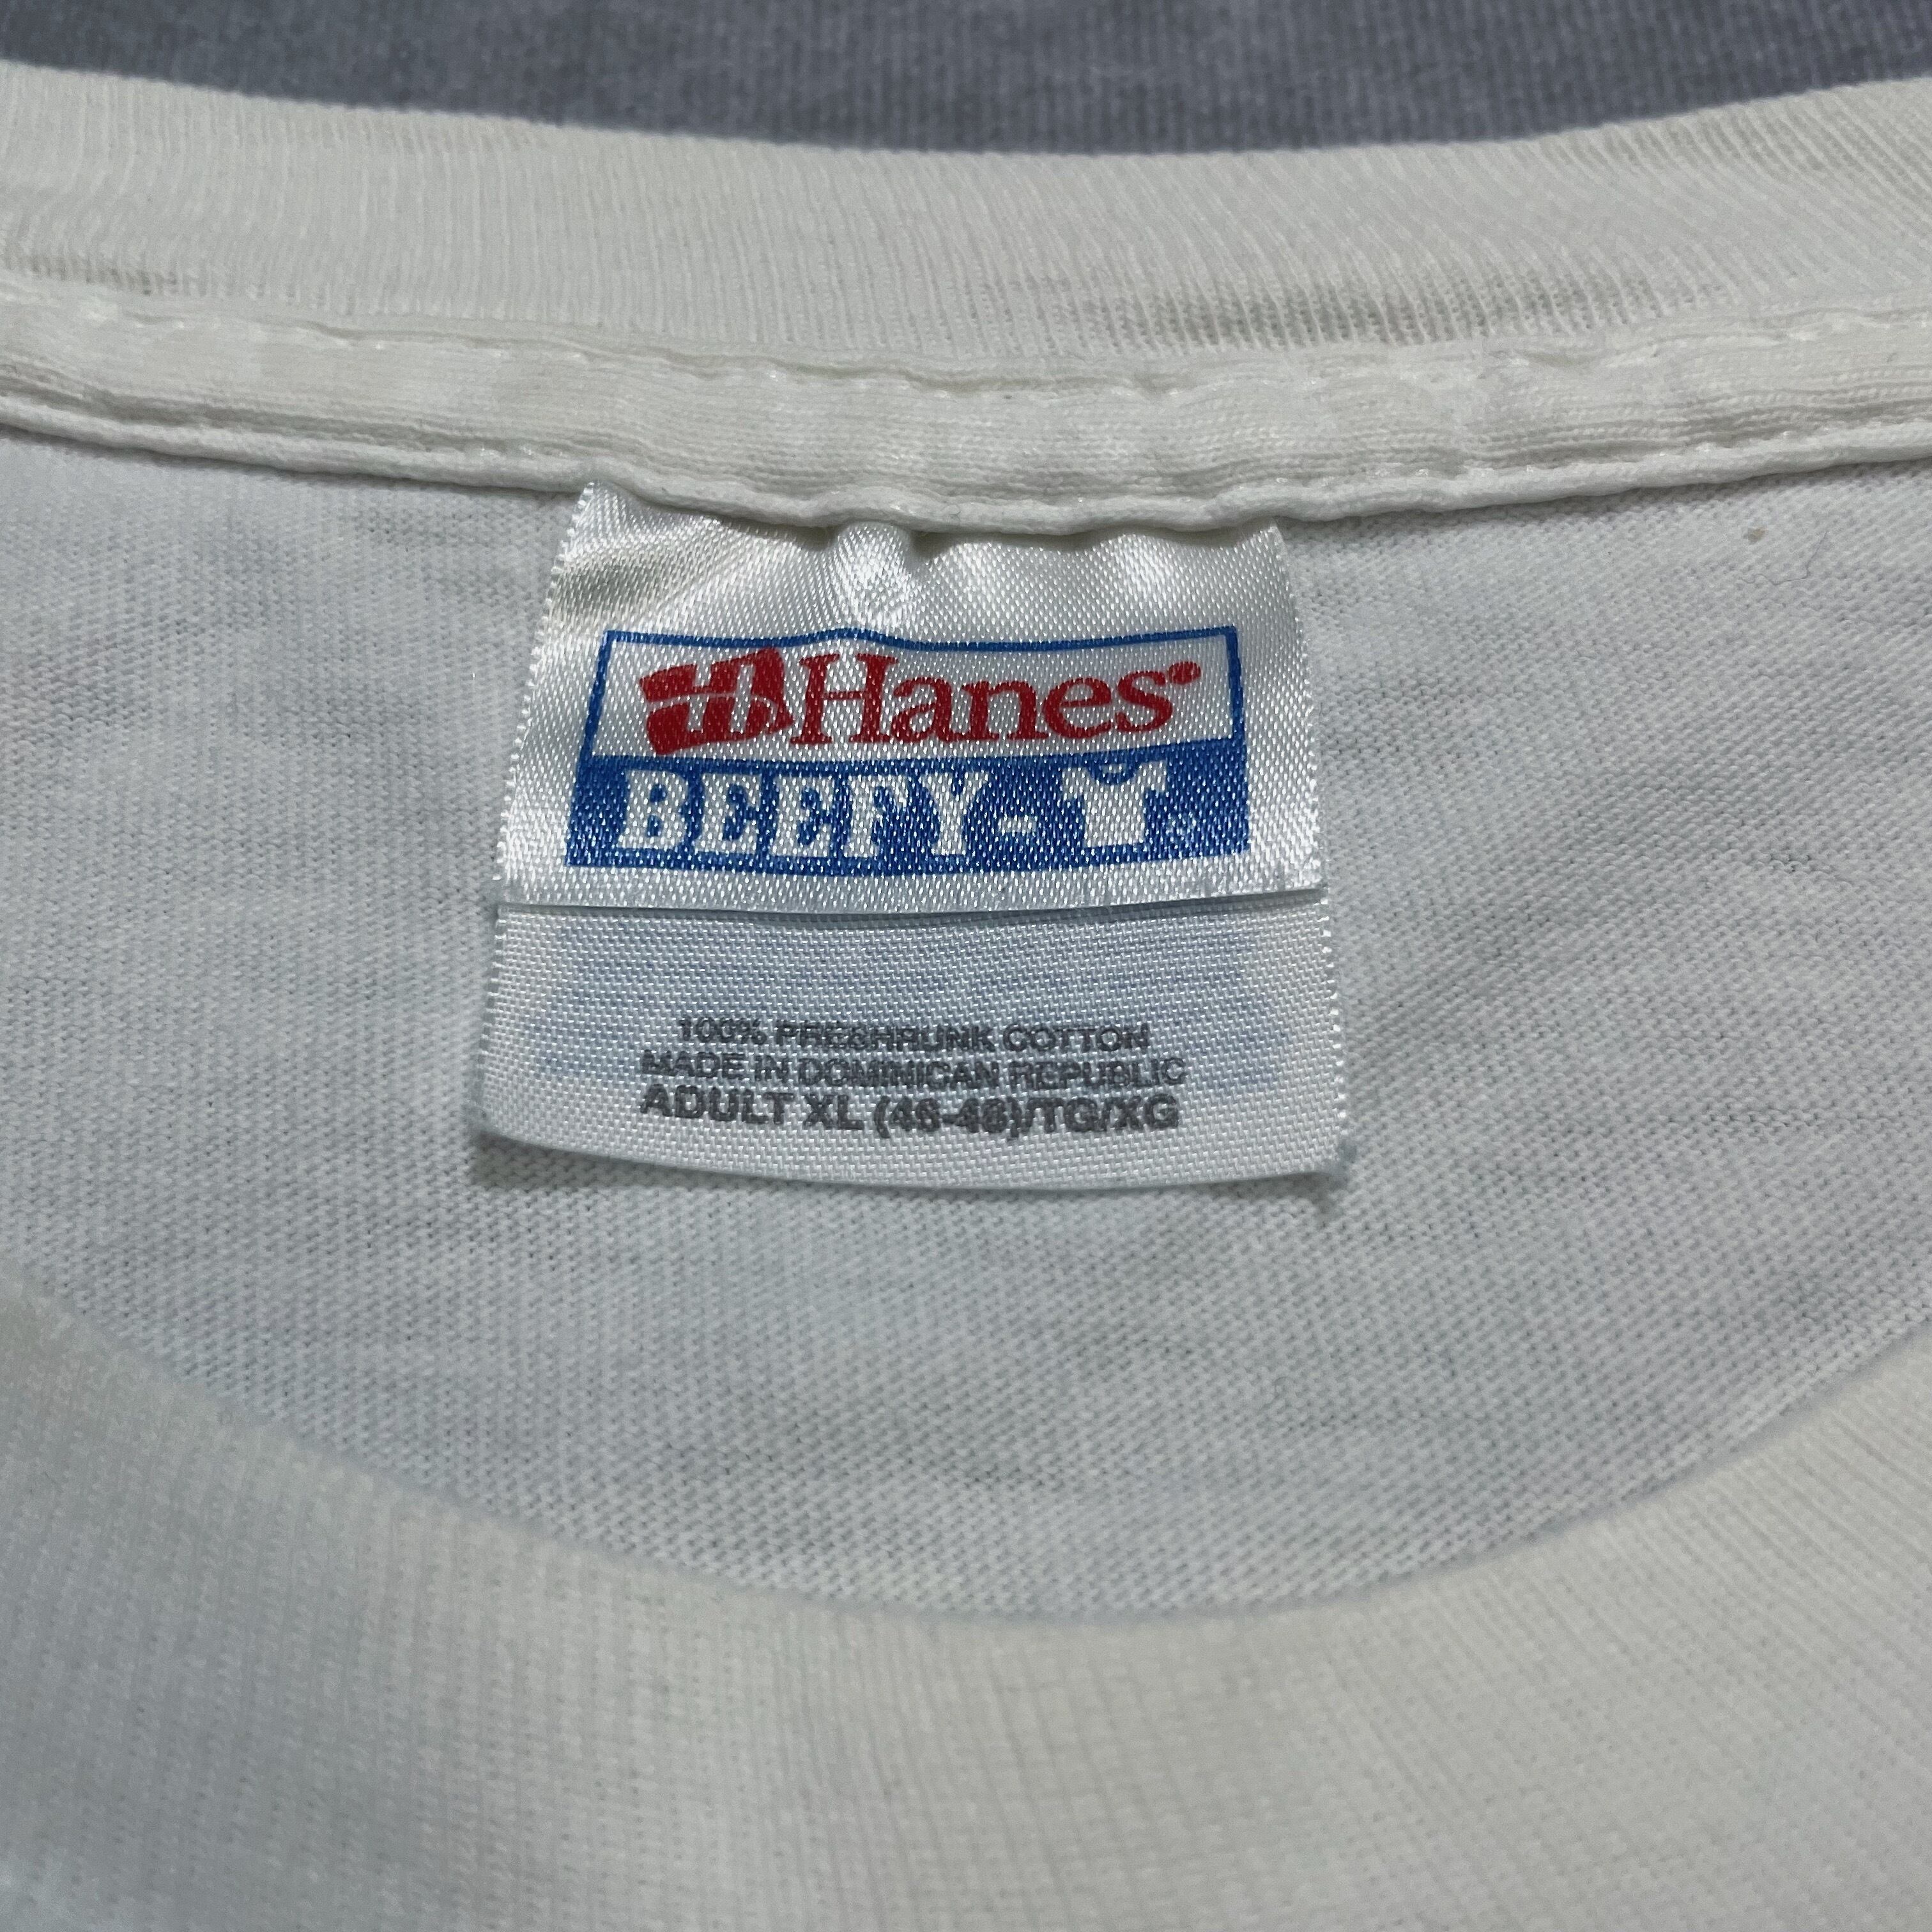 Hanes
BEEFY-T
100% PRESHRUNK COTTON
MADE IN DOMINICAN REPUBLIC
ADULT XL (46-48)/TG/XG